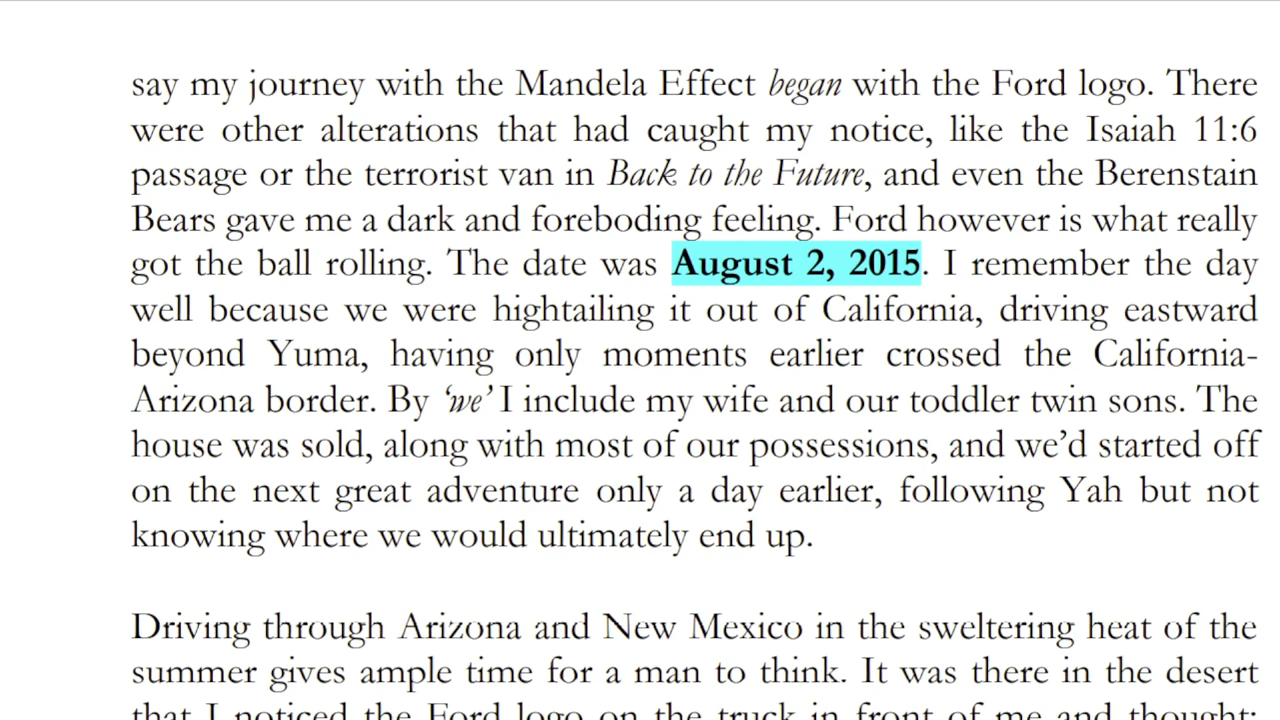 say my journey with the Mandela Effect began with the Ford logo. There
were other alterations that had caught my notice, like the Isaiah 11:6
passage or the terrorist van in Back to the Future, and even the Berenstain
Bears gave me a dark and foreboding feeling. Ford however is what really
got the ball rolling. The date was August 2, 2015. I remember the day
well because we were hightailing it out of California, driving eastward
beyond Yuma, having only moments earlier crossed the California-
Arizona border. By ‘we’ I include my wife and our toddler twin sons. The
house was sold, along with most of our possessions, and we’d started off
on the next great adventure only a day earlier, following Yah but not
knowing where we would ultimately end up.
Driving through Arizona and New Mexico in the sweltering heat of the
summer gives ample time for a man to think. It was there in the desert
that I noticed the Ford logo on the truck in front of me and thought: